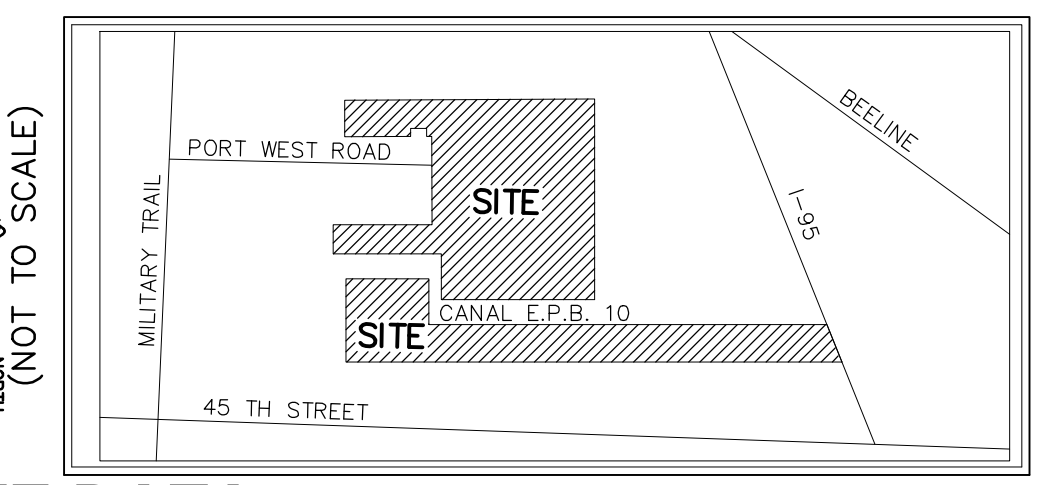 (NOT TO SCALE)
BEELINE
PORT WEST ROAD
MILITARY TRAIL
SITE
I-95
CANAL E.P.B. 10
SITE
45 TH STREET